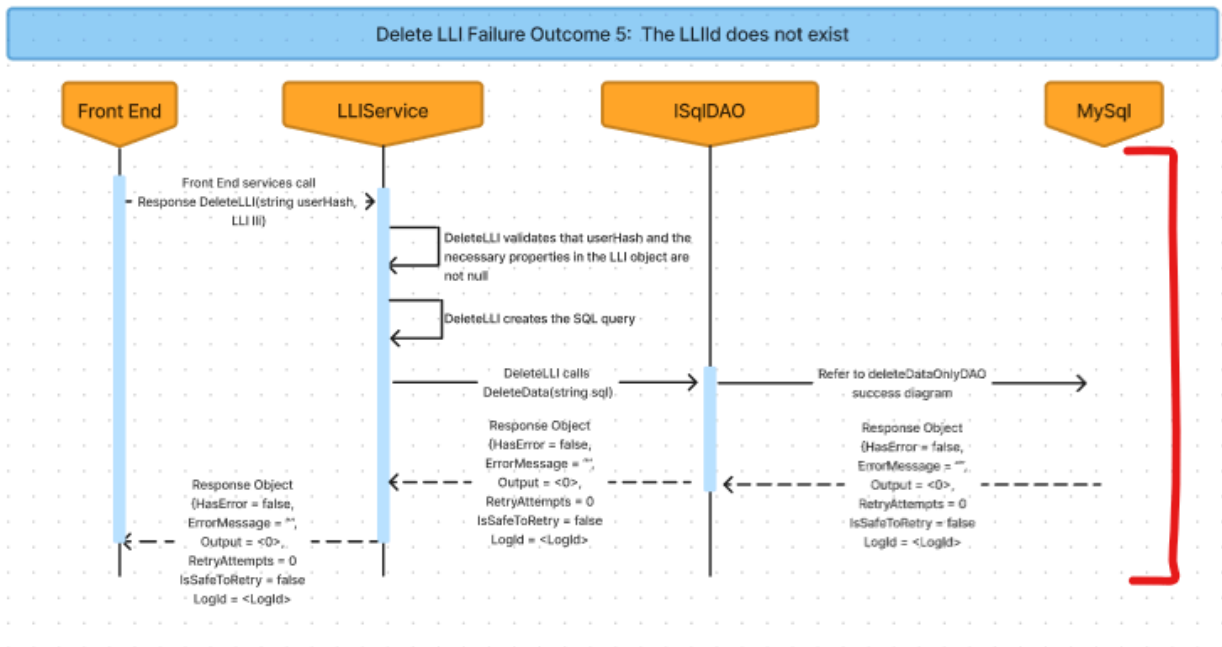 Delete LLI Failure Outcome 5: The LLIId does not exist
Front End
LLIService
ISqlDAO
MySql
Front End services call
Response DeleteLLI(string userHash,
LLI lli)
DeleteLLI validates that userHash and the
necessary properties in the LLI object are
not null
DeleteLLI creates the SQL query
DeleteLLI calls
DeleteData(string sql)
Refer to deleteDataOnlyDAO
success diagram
Response Object
{HasError = false,
ErrorMessage = "",
Output = <0>,
RetryAttempts = 0
IsSafeToRetry = false
LogId = <LogId>
Response Object
{HasError = false,
ErrorMessage = "",
Output = <0>,
RetryAttempts = 0
IsSafeToRetry = false
LogId = <LogId>
Response Object
{HasError = false,
ErrorMessage = "",
Output = <0>,
RetryAttempts = 0
IsSafeToRetry = false
LogId = <LogId>